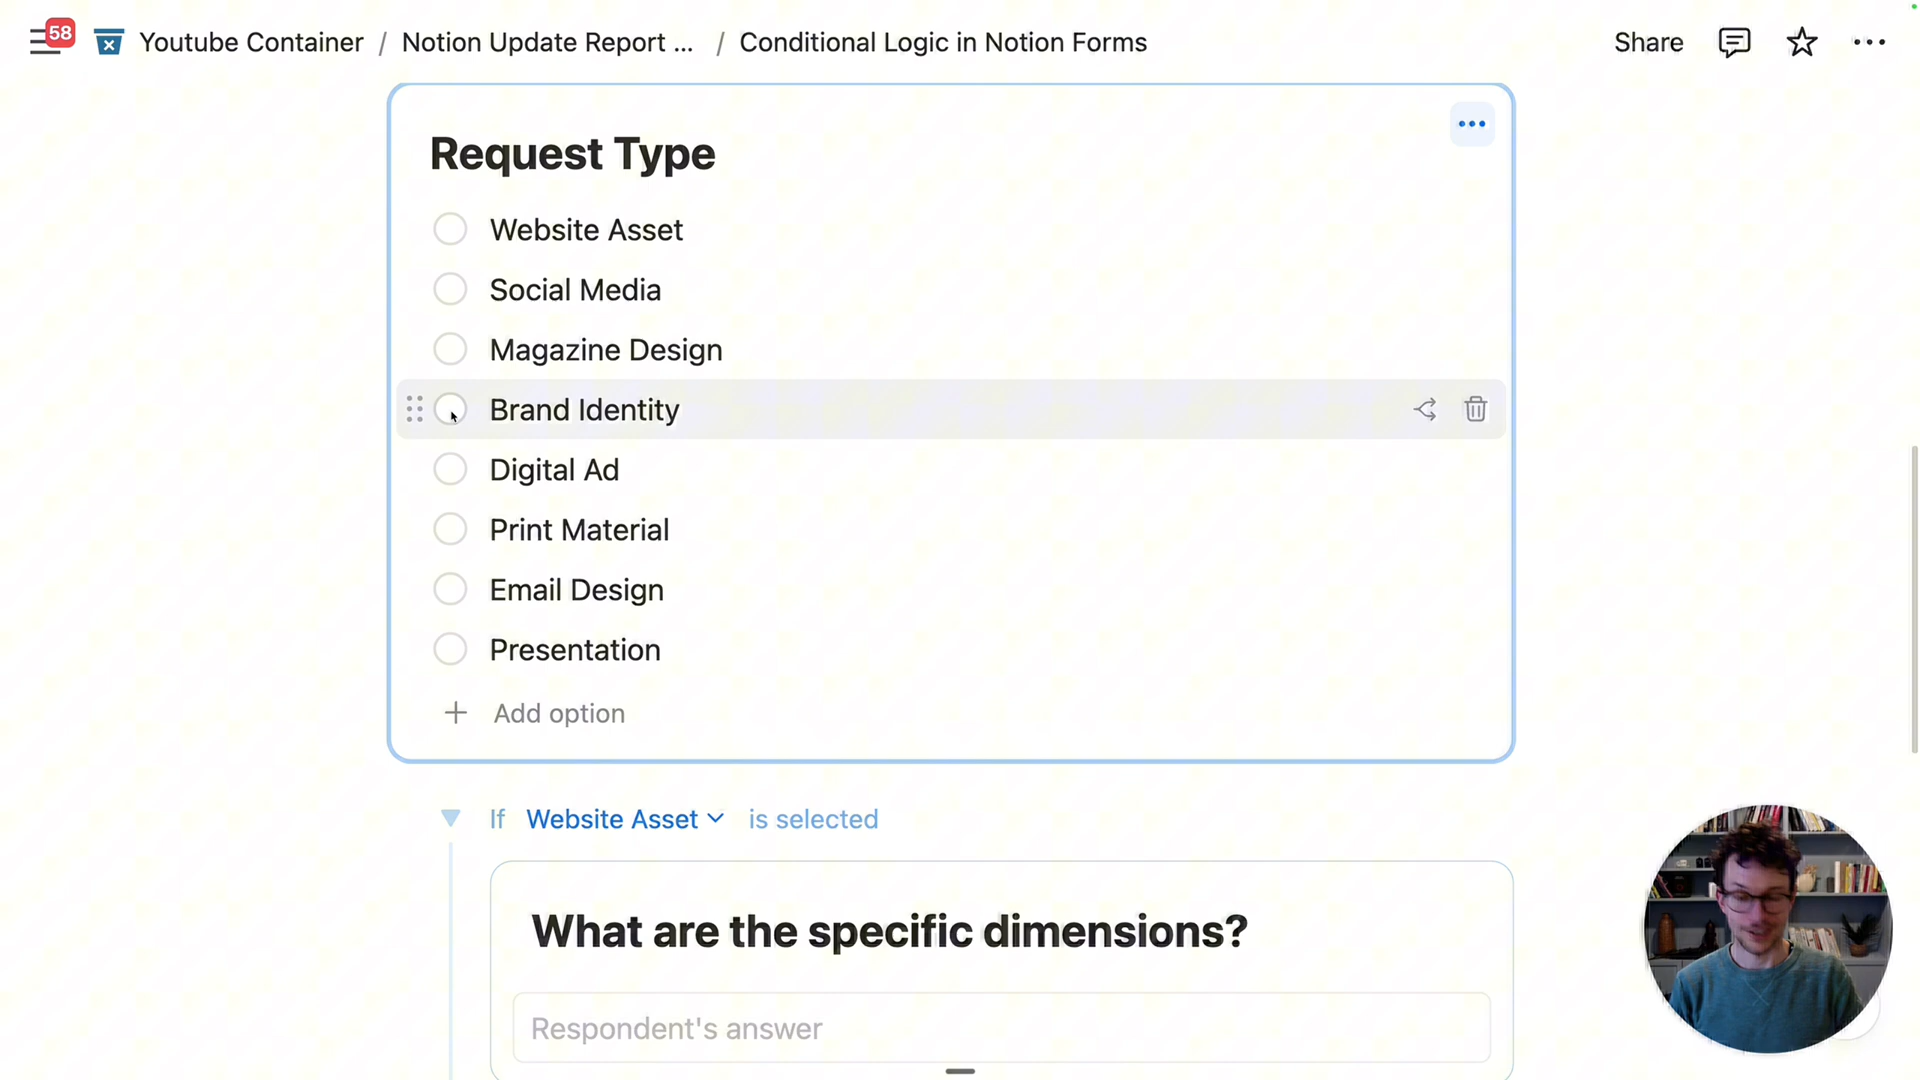 58
Youtube Container / Notion Update Report ... / Conditional Logic in Notion Forms
Share
Request Type
Website Asset
Social Media
Magazine Design
Brand Identity
Digital Ad
Print Material
Email Design
Presentation
Add option
If Website Asset is selected
What are the specific dimensions?
Respondent's answer